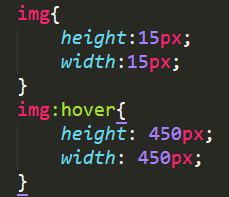 img{
    height:15px;
    width:15px;
}
img:hover{
    height: 450px;
    width: 450px;
}